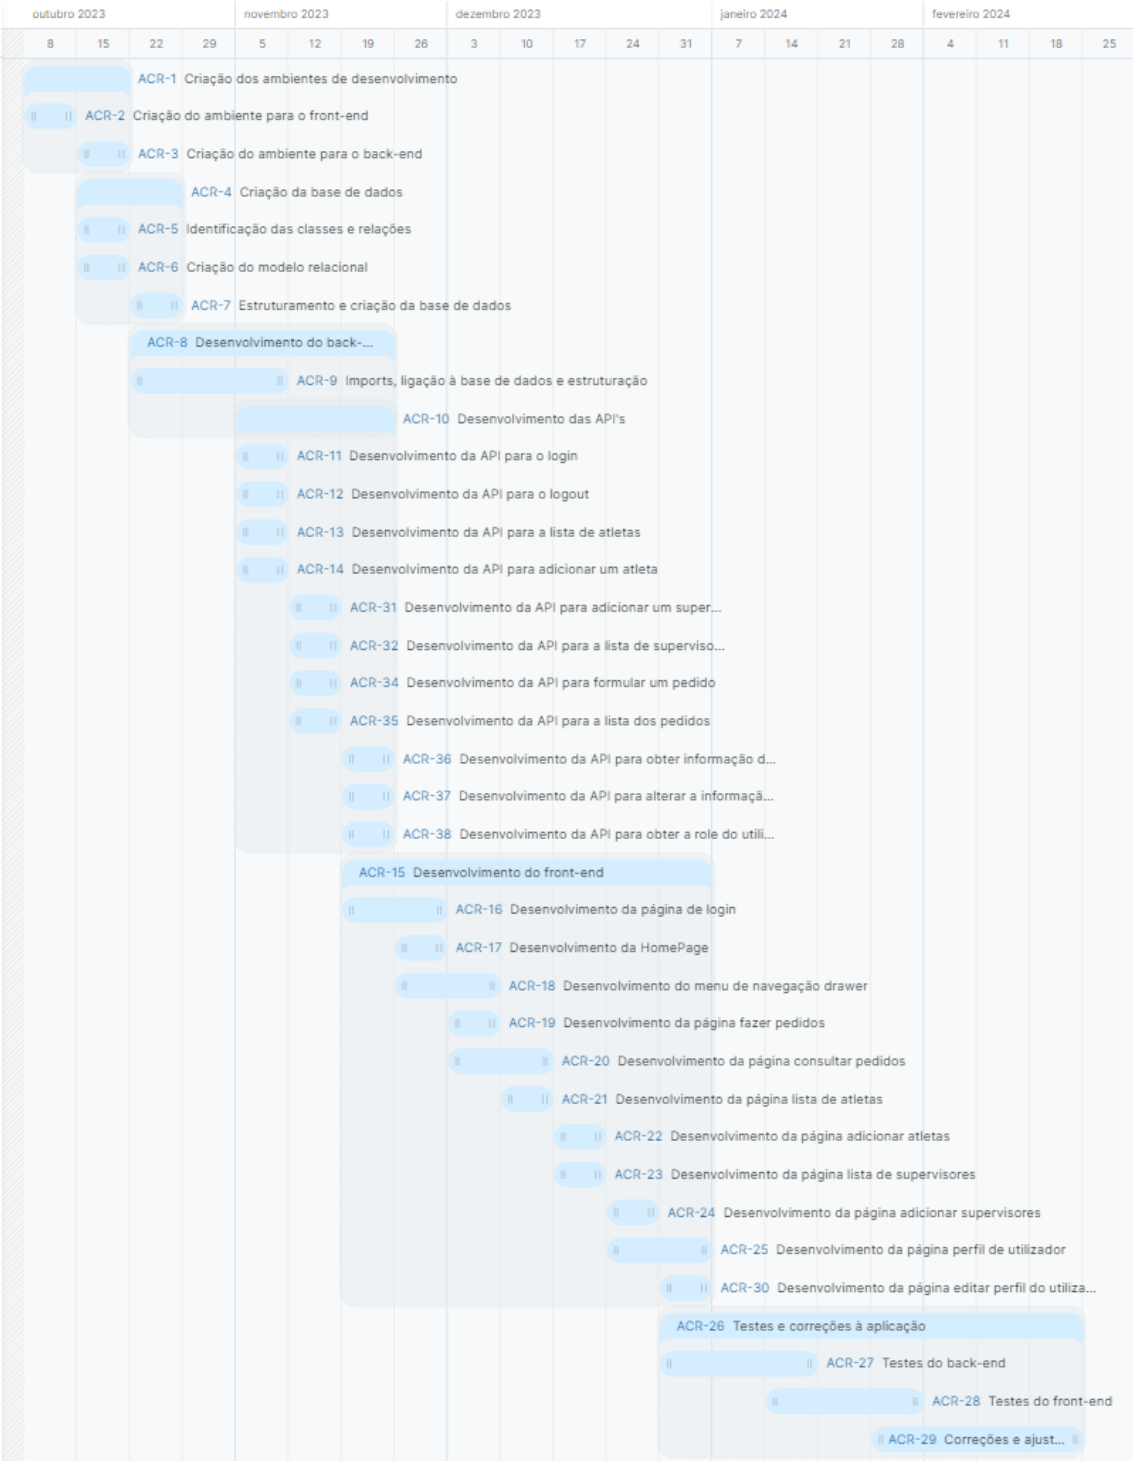 outubro 2023 novembro 2023 dezembro 2023 janeiro 2024 fevereiro 2024
8 15 22 29 5 12 19 26 3 10 17 24 31 7 14 21 28 4 11 18 25
ACR-1 Criação dos ambientes de desenvolvimento
ACR-2 Criação do ambiente para o front-end
ACR-3 Criação do ambiente para o back-end
ACR-4 Criação da base de dados
ACR-5 Identificação das classes e relações
ACR-6 Criação do modelo relacional
ACR-7 Estruturamento e criação da base de dados
ACR-8 Desenvolvimento do back-...
ACR-9 Imports, ligação à base de dados e estruturação
ACR-10 Desenvolvimento das API's
ACR-11 Desenvolvimento da API para o login
ACR-12 Desenvolvimento da API para o logout
ACR-13 Desenvolvimento da API para a lista de atletas
ACR-14 Desenvolvimento da API para adicionar um atleta
ACR-31 Desenvolvimento da API para adicionar um super...
ACR-32 Desenvolvimento da API para a lista de superviso...
ACR-34 Desenvolvimento da API para formular um pedido
ACR-35 Desenvolvimento da API para a lista dos pedidos
ACR-36 Desenvolvimento da API para obter informação d...
ACR-37 Desenvolvimento da API para alterar a informaçã...
ACR-38 Desenvolvimento da API para obter a role do utili...
ACR-15 Desenvolvimento do front-end
ACR-16 Desenvolvimento da página de login
ACR-17 Desenvolvimento da HomePage
ACR-18 Desenvolvimento do menu de navegação drawer
ACR-19 Desenvolvimento da página fazer pedidos
ACR-20 Desenvolvimento da página consultar pedidos
ACR-21 Desenvolvimento da página lista de atletas
ACR-22 Desenvolvimento da página adicionar atletas
ACR-23 Desenvolvimento da página lista de supervisores
ACR-24 Desenvolvimento da página adicionar supervisores
ACR-25 Desenvolvimento da página perfil de utilizador
ACR-30 Desenvolvimento da página editar perfil do utiliza...
ACR-26 Testes e correções à aplicação
ACR-27 Testes do back-end
ACR-28 Testes do front-end
ACR-29 Correções e ajust...